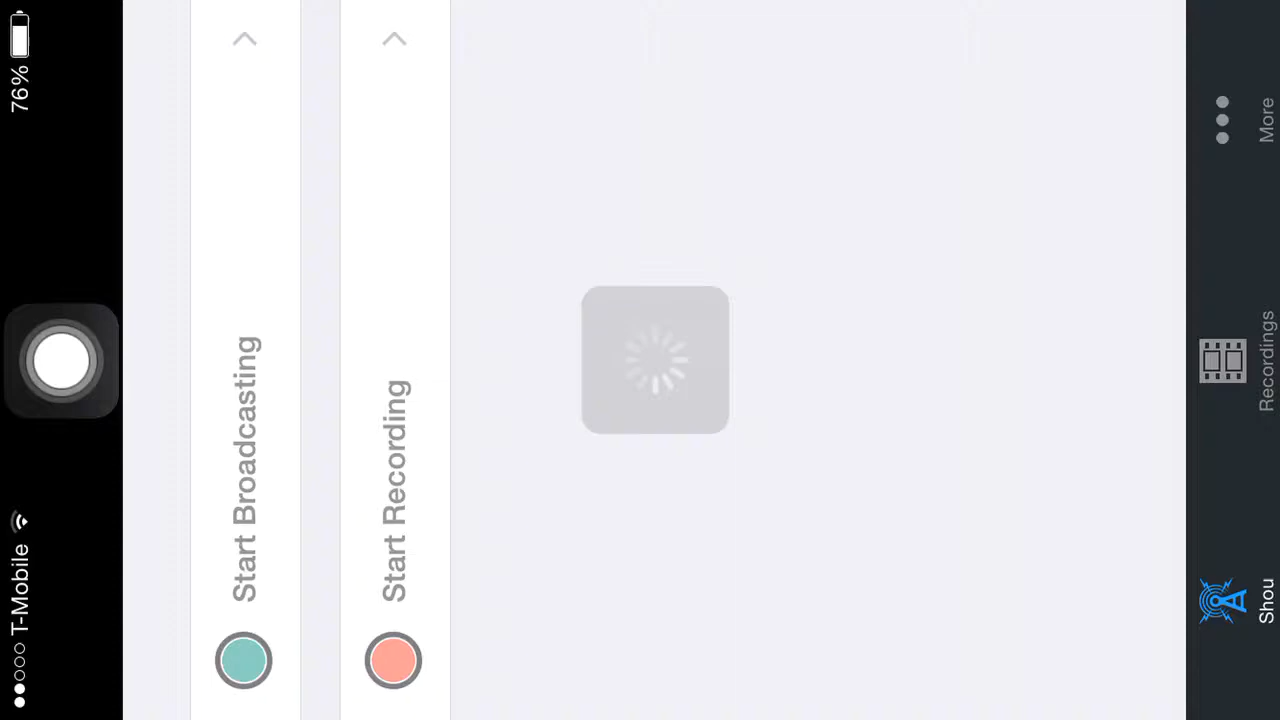 T-Mobile
76%
Start Broadcasting
Start Recording
Shou
Recordings
More